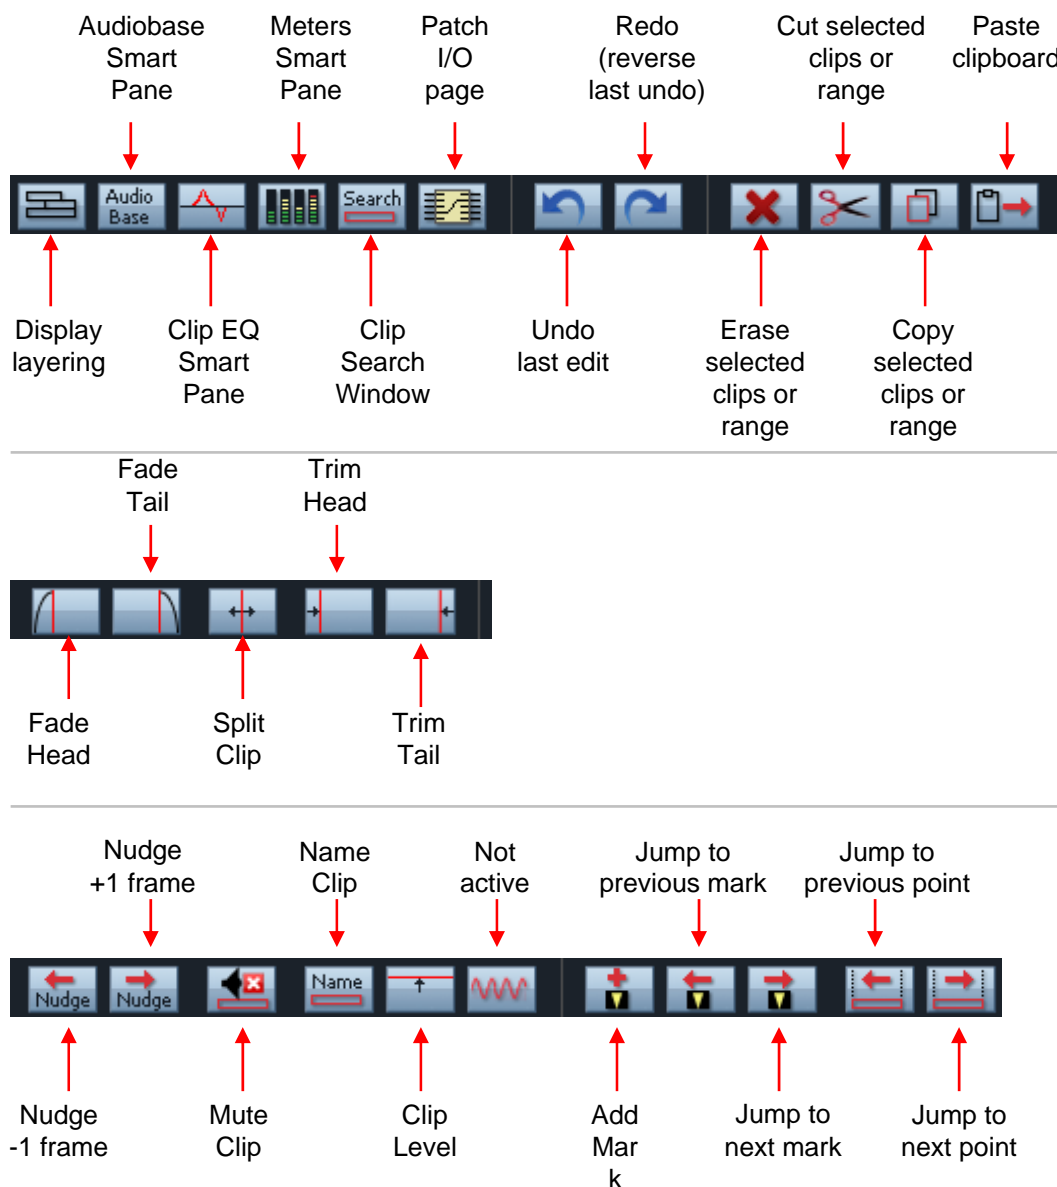 Audiobase
Smart
Pane
Meters
Smart
Pane
Patch
I/O
page
Redo
(reverse
last undo)
Cut selected
clips or
range
Paste
clipboard
Audio
Base
Search
Display
layering
Clip EQ
Smart
Pane
Clip
Search
Window
Undo
last edit
Erase
selected
clips or
range
Copy
selected
clips or
range
Fade
Tail
Trim
Head
Fade
Head
Split
Clip
Trim
Tail
Nudge
+1 frame
Name
Clip
Not
active
Jump to
previous mark
Jump to
previous point
Nudge
Nudge
Name
Nudge
-1 frame
Mute
Clip
Clip
Level
Add
Mar
k
Jump to
next mark
Jump to
next point